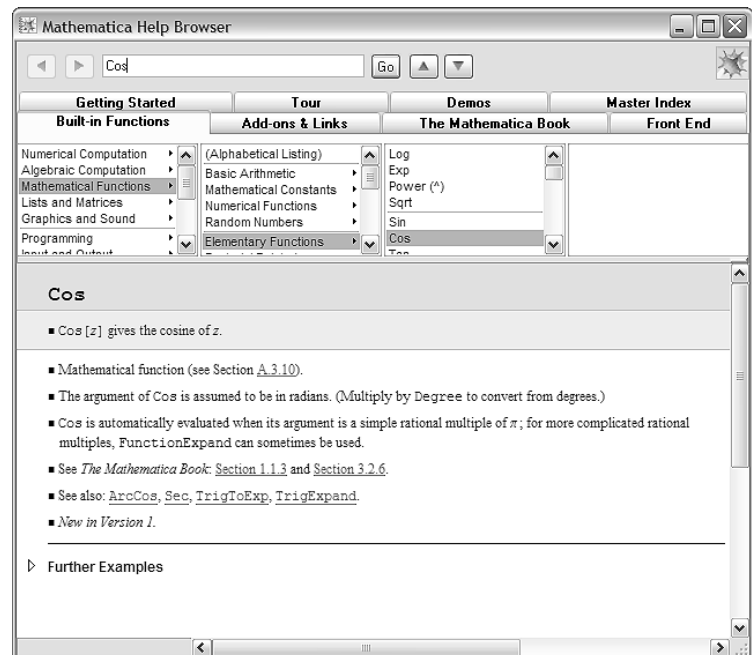 Mathematica Help Browser
Cos
Go
Getting Started Tour Demos Master Index
Built-in Functions Add-ons & Links The Mathematica Book Front End
Numerical Computation
Algebraic Computation
Mathematical Functions
Lists and Matrices
Graphics and Sound
Programming
Input and Output
(Alphabetical Listing)
Basic Arithmetic
Mathematical Constants
Numerical Functions
Random Numbers
Elementary Functions
Log
Exp
Power (^)
Sqrt
Sin
Cos
Tan
Cos
■ Cos[z] gives the cosine of z.
■ Mathematical function (see Section A.3.10).
■ The argument of Cos is assumed to be in radians. (Multiply by Degree to convert from degrees.)
■ Cos is automatically evaluated when its argument is a simple rational multiple of π; for more complicated rational
multiples, FunctionExpand can sometimes be used.
■ See The Mathematica Book: Section 1.1.3 and Section 3.2.6.
■ See also: ArcCos, Sec, TrigToExp, TrigExpand.
■ New in Version 1.
Further Examples